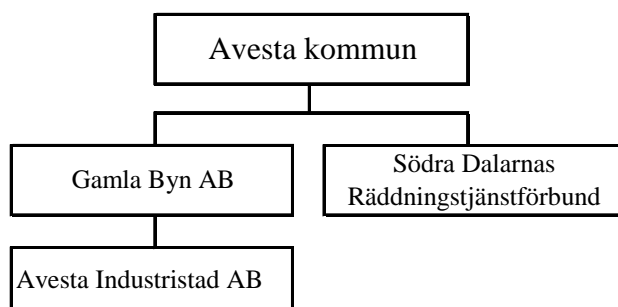 Avesta kommun
Gamla Byn AB
Södra Dalarnas
Räddningstjänstförbund
Avesta Industristad AB